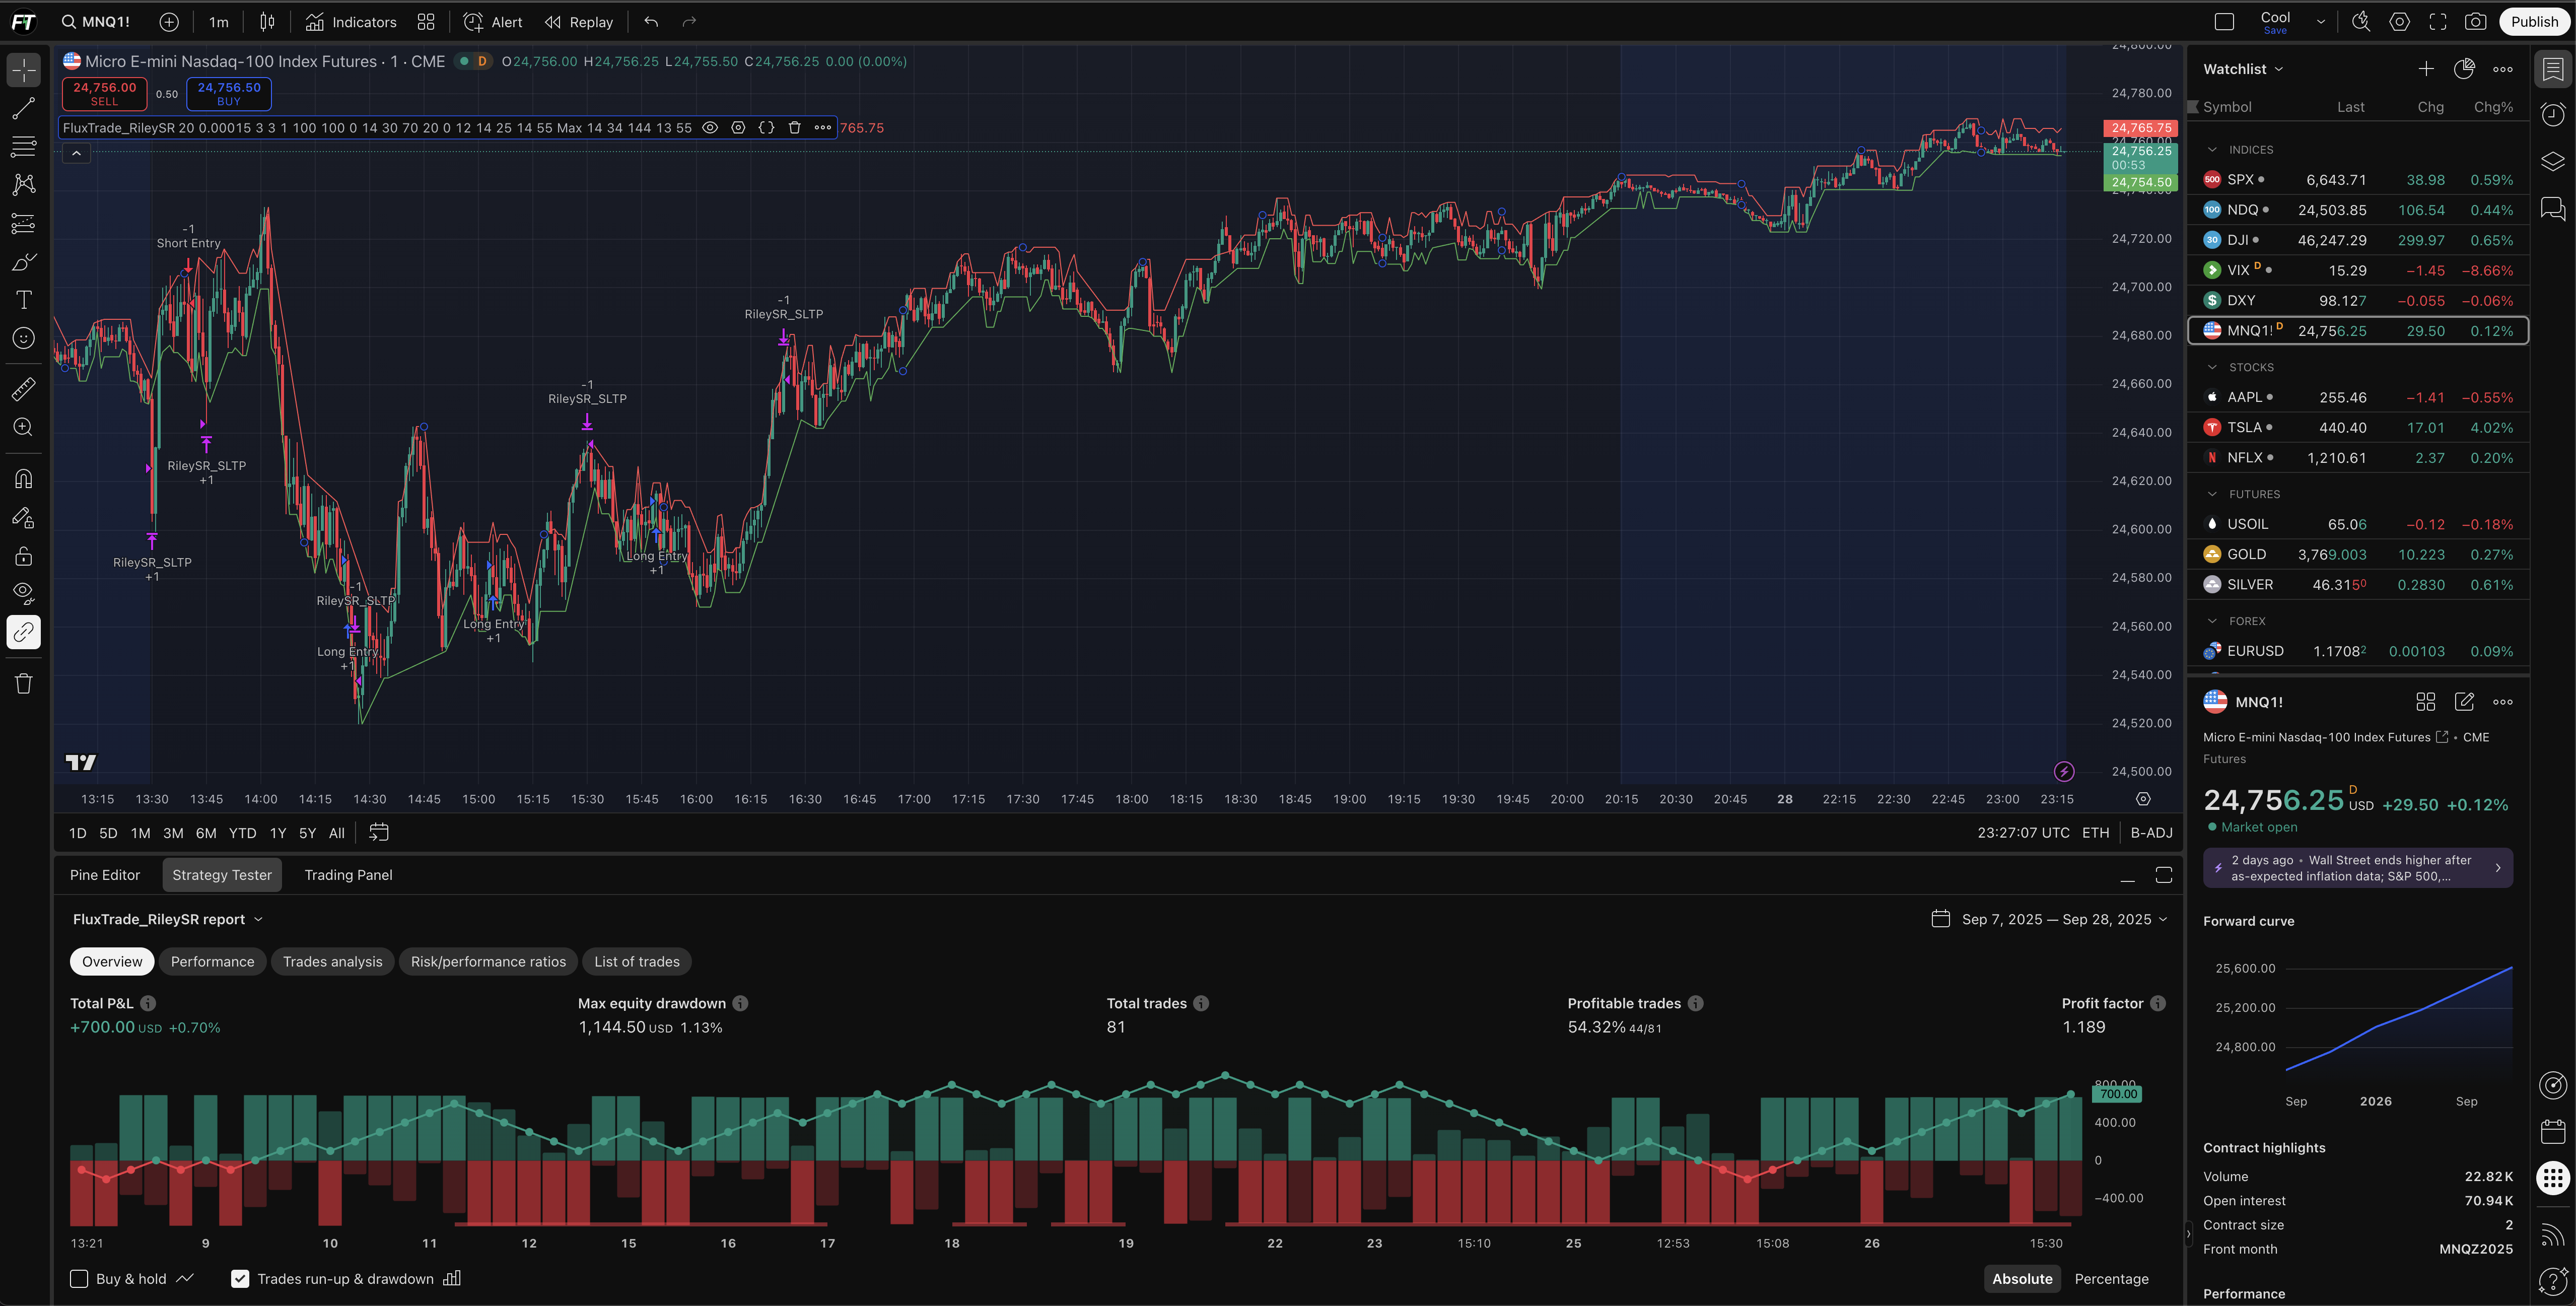 MNQ1!
1m
Indicators
Alert
Replay
Cool
Save
Publish
Micro E-mini Nasdaq-100 Index Futures · 1 · CME
D
O24,756.00 H24,756.25 L24,755.50 C24,756.25 0.00 (0.00%)
24,756.00
SELL
0.50
24,756.50
BUY
FluxTrade_RileySR 20 0.00015 3 3 1 100 100 0 14 30 70 20 0 12 14 25 14 55 Max 14 34 144 13 55
765.75
-1
Short Entry
RileySR_SLTP
+1
RileySR_SLTP
+1
-1
RileySR_SLTP
Long Entry
+1
Long Entry
+1
-1
RileySR_SLTP
Long Entry
+1
-1
RileySR_SLTP
24,800.00
24,780.00
24,765.75
24,756.25
00:53
24,754.50
24,720.00
24,700.00
24,680.00
24,660.00
24,640.00
24,620.00
24,600.00
24,580.00
24,560.00
24,540.00
24,520.00
24,500.00
13:15 13:30 13:45 14:00 14:15 14:30 14:45 15:00 15:15 15:30 15:45 16:00 16:15 16:30 16:45 17:00 17:15 17:30 17:45 18:00 18:15 18:30 18:45 19:00 19:15 19:30 19:45 20:00 20:15 20:30 20:45 28 22:15 22:30 22:45 23:00 23:15
1D 5D 1M 3M 6M YTD 1Y 5Y All
23:27:07 UTC ETH B-ADJ
Pine Editor
Strategy Tester
Trading Panel
FluxTrade_RileySR report
Sep 7, 2025 — Sep 28, 2025
Overview
Performance
Trades analysis
Risk/performance ratios
List of trades
Total P&L
+700.00 USD +0.70%
Max equity drawdown
1,144.50 USD 1.13%
Total trades
81
Profitable trades
54.32% 44/81
Profit factor
1.189
800.00
700.00
400.00
0
−400.00
13:21 9 10 11 12 15 16 17 18 19 22 23 15:10 25 12:53 15:08 26 15:30
Buy & hold
Trades run-up & drawdown
Absolute
Percentage
Watchlist
Symbol Last Chg Chg%
INDICES
500 SPX 6,643.71 38.98 0.59%
100 NDQ 24,503.85 106.54 0.44%
30 DJI 46,247.29 299.97 0.65%
VIX D 15.29 −1.45 −8.66%
DXY 98.127 −0.055 −0.06%
MNQ1! D 24,756.25 29.50 0.12%
STOCKS
AAPL 255.46 −1.41 −0.55%
TSLA 440.40 17.01 4.02%
NFLX 1,210.61 2.37 0.20%
FUTURES
USOIL 65.06 −0.12 −0.18%
GOLD 3,769.003 10.223 0.27%
SILVER 46.3150 0.2830 0.61%
FOREX
EURUSD 1.17082 0.00103 0.09%
MNQ1!
Micro E-mini Nasdaq-100 Index Futures • CME
Futures
24,756.25 D USD +29.50 +0.12%
Market open
2 days ago • Wall Street ends higher after
as-expected inflation data; S&P 500,...
Forward curve
25,600.00
25,200.00
24,800.00
Sep 2026 Sep
Contract highlights
Volume 22.82K
Open interest 70.94K
Contract size 2
Front month MNQZ2025
Performance